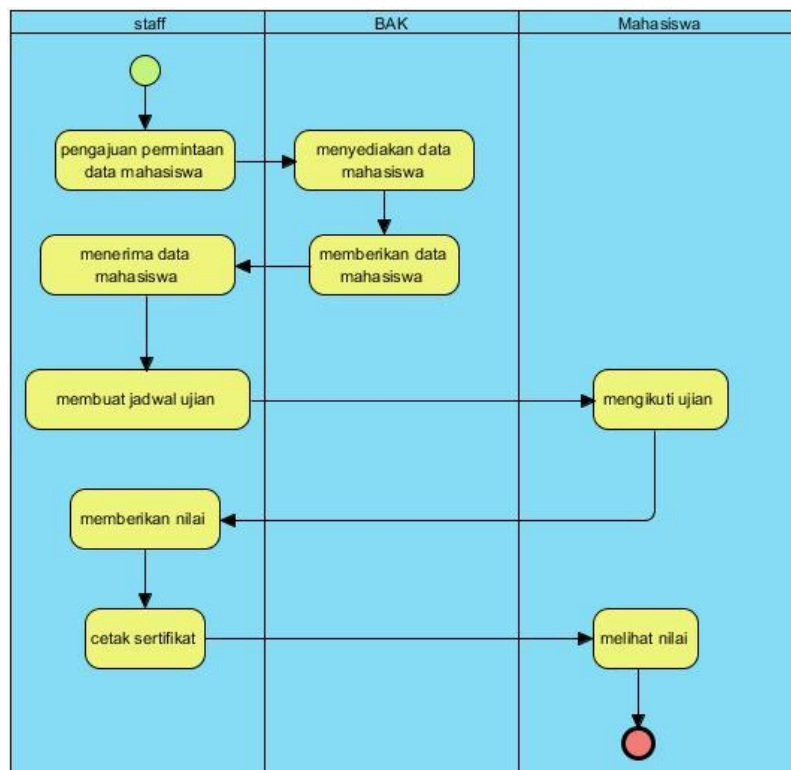 staff
BAK
Mahasiswa
pengajuan permintaan
data mahasiswa
menyediakan data
mahasiswa
menerima data
mahasiswa
memberikan data
mahasiswa
membuat jadwal ujian
mengikuti ujian
memberikan nilai
cetak sertifikat
melihat nilai